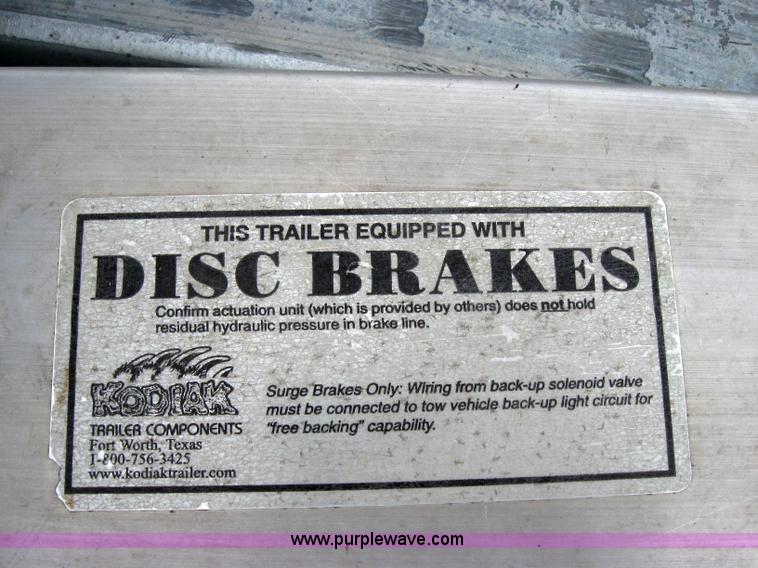 THIS TRAILER EQUIPPED WITH
DISC BRAKES
Confirm actuation unit (which is provided by others) does not hold
residual hydraulic pressure in brake line.
KODIAK
TRAILER COMPONENTS
Fort Worth, Texas
1-800-756-3425
www.kodiaktrailer.com
Surge Brakes Only: Wiring from back-up solenoid valve
must be connected to tow vehicle back-up light circuit for
"free backing" capability.
www.purplewave.com